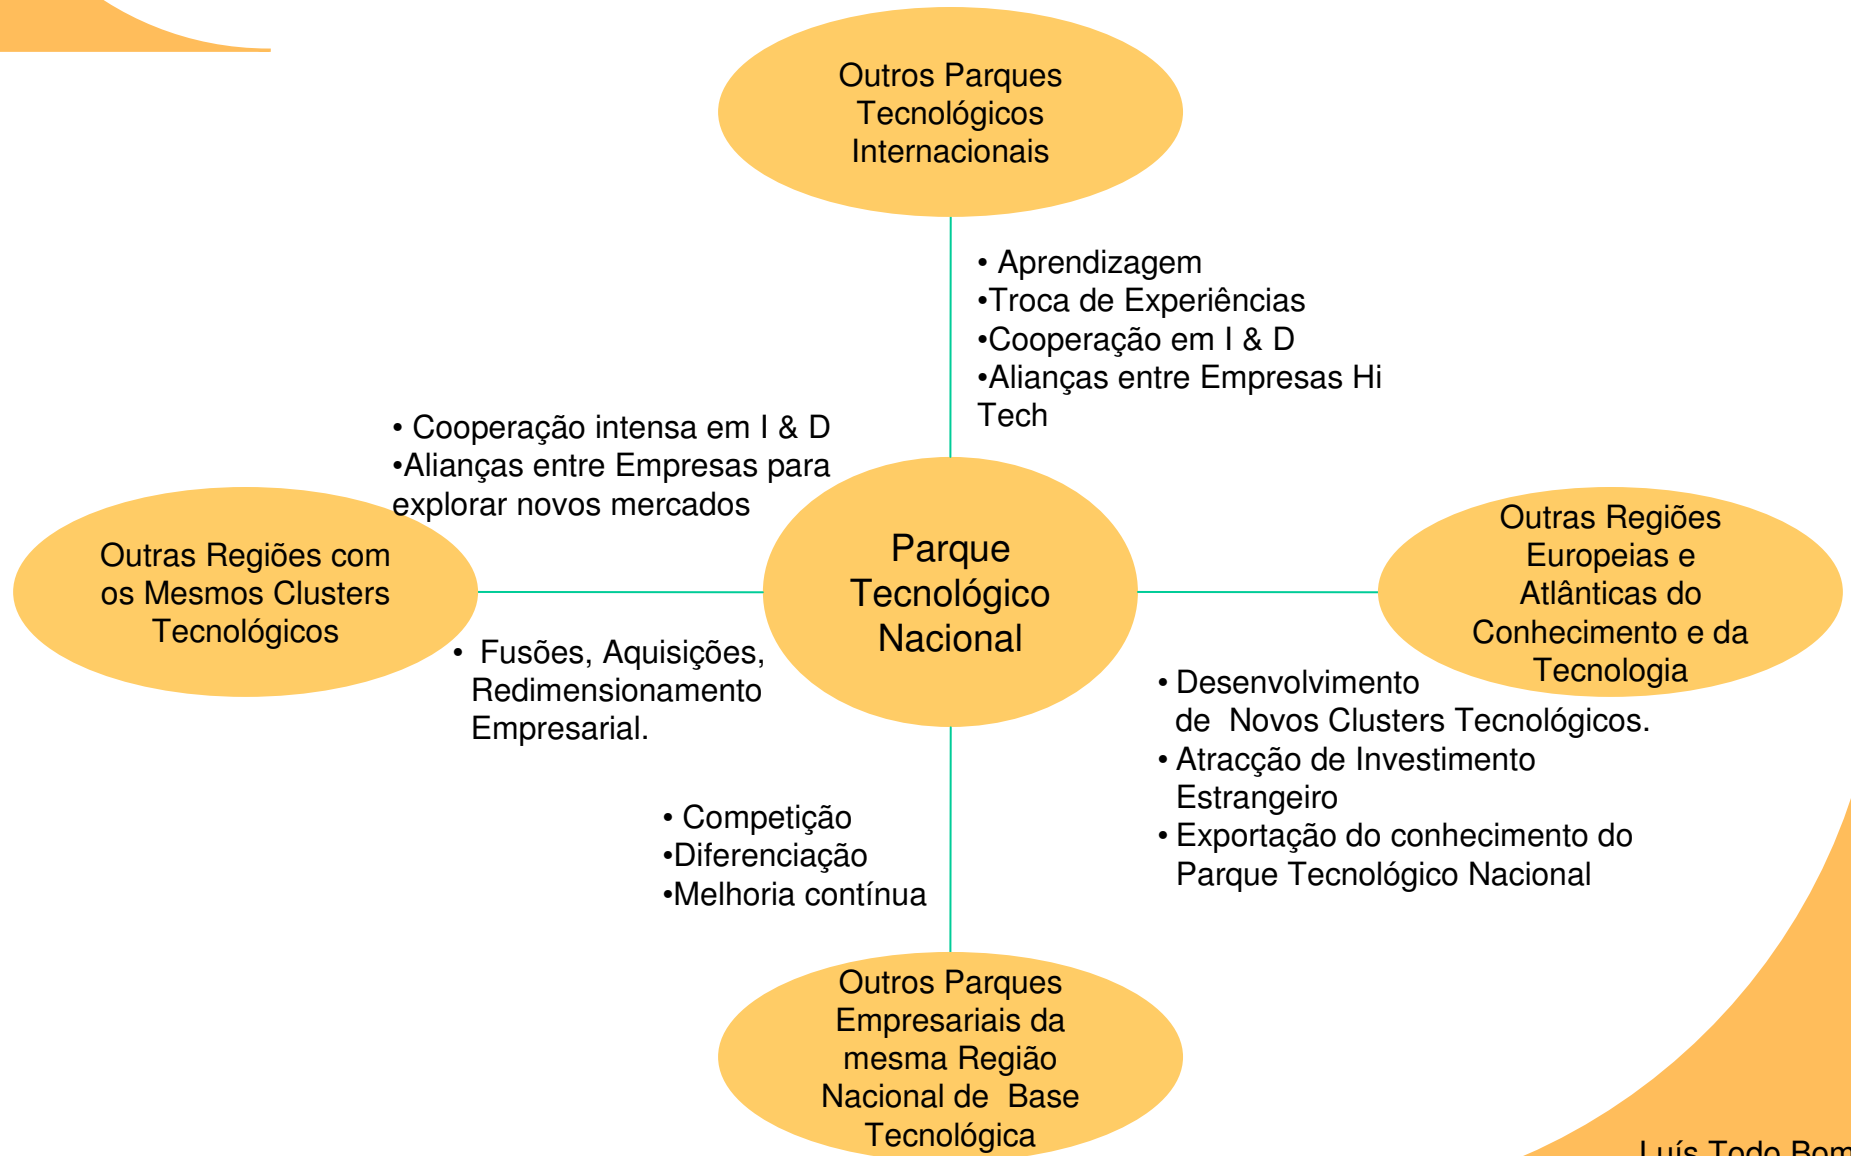 Outros Parques
Tecnológicos
Internacionais
• Aprendizagem
•Troca de Experiências
•Cooperação em I & D
•Alianças entre Empresas Hi
Tech
• Cooperação intensa em I & D
•Alianças entre Empresas para
explorar novos mercados
Outras Regiões com
os Mesmos Clusters
Tecnológicos
Parque
Tecnológico
Nacional
Outras Regiões
Europeias e
Atlânticas do
Conhecimento e da
Tecnologia
• Fusões, Aquisições,
Redimensionamento
Empresarial.
• Desenvolvimento
de Novos Clusters Tecnológicos.
• Atracção de Investimento
Estrangeiro
• Exportação do conhecimento do
Parque Tecnológico Nacional
• Competição
•Diferenciação
•Melhoria contínua
Outros Parques
Empresariais da
mesma Região
Nacional de Base
Tecnológica
Luís Todo Bom